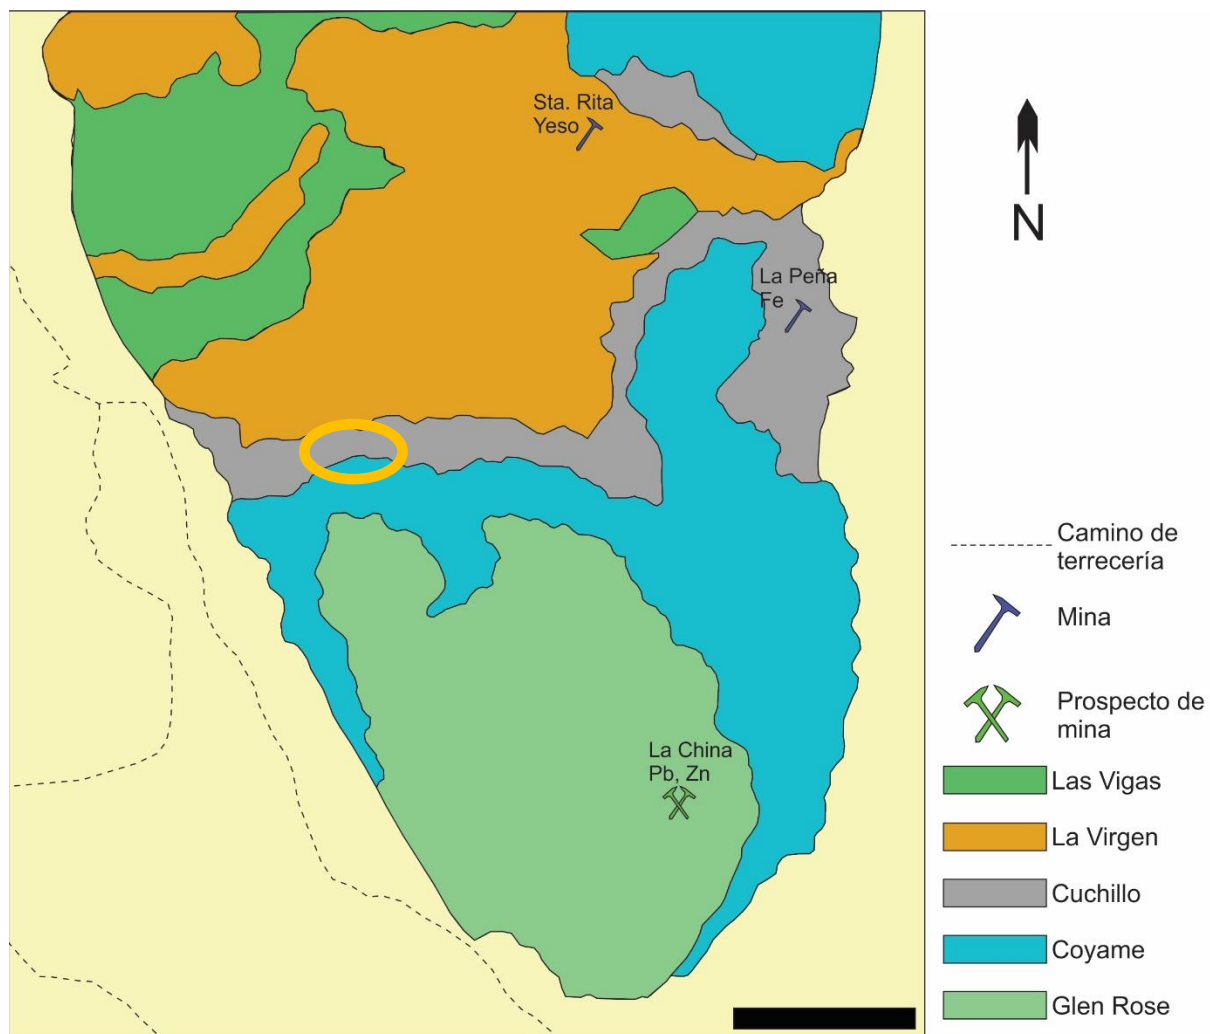 Sta. Rita
Yeso
N
La Peña
Fe
La China
Pb, Zn
Camino de
terrecería
Mina
Prospecto de
mina
Las Vigas
La Virgen
Cuchillo
Coyame
Glen Rose